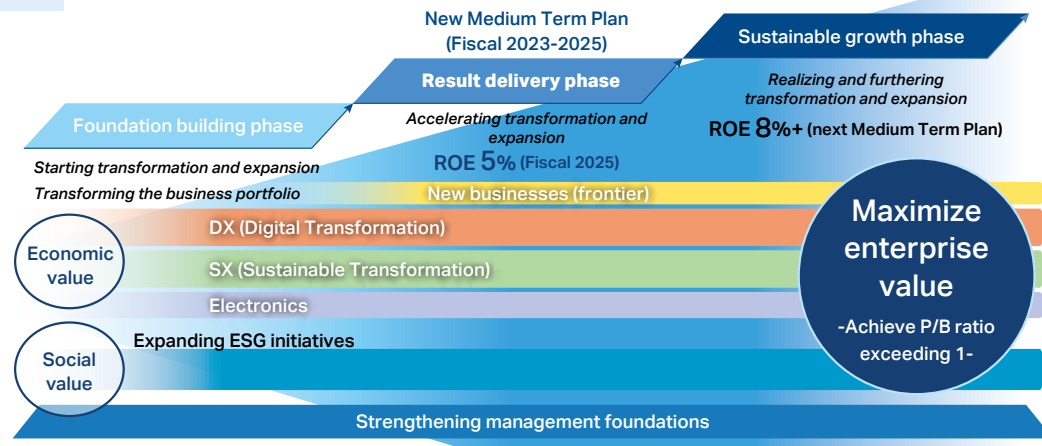 New Medium Term Plan
(Fiscal 2023-2025)
Sustainable growth phase
Result delivery phase
Foundation building phase
Realizing and furthering
transformation and expansion
ROE 8%+ (next Medium Term Plan)
Accelerating transformation and
expansion
ROE 5% (Fiscal 2025)
Starting transformation and expansion
Transforming the business portfolio
New businesses (frontier)
DX (Digital Transformation)
SX (Sustainable Transformation)
Electronics
Economic
value
Maximize
enterprise
value
-Achieve P/B ratio
exceeding 1-
Expanding ESG initiatives
Social
value
Strengthening management foundations